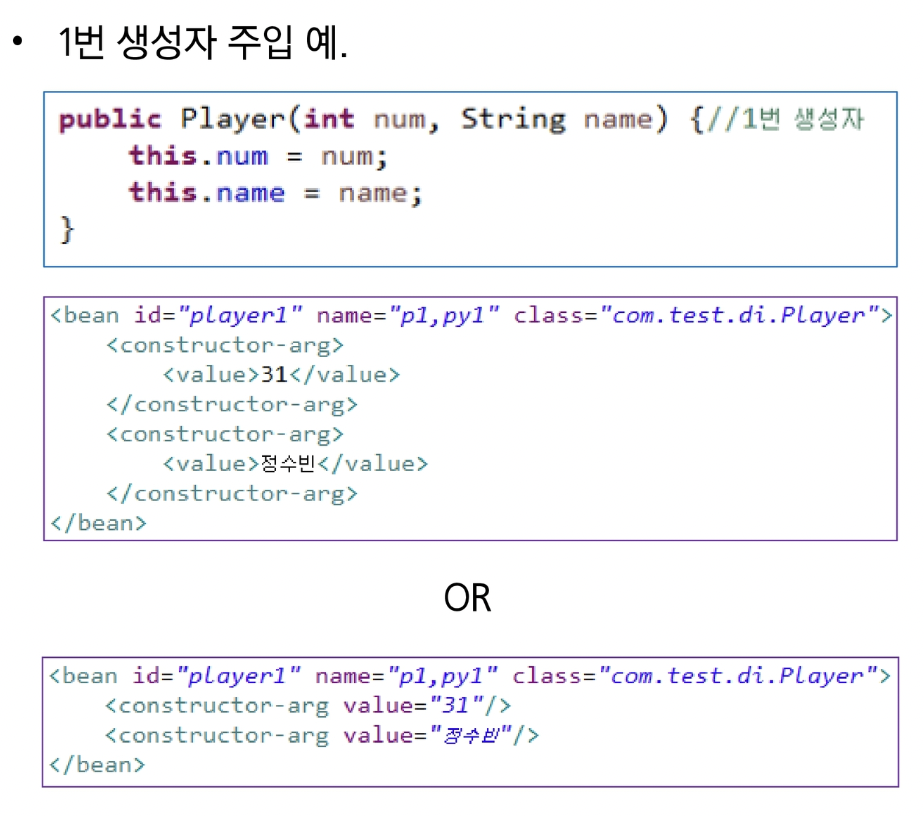 • 1번 생성자 주입 예.
public Player(int num, String name) {//1번 생성자
this.num = num;
this.name = name;
}
<bean id="player1" name="p1,py1" class="com.test.di.Player">
<constructor-arg>
<value>31</value>
</constructor-arg>
<constructor-arg>
<value>정수빈</value>
</constructor-arg>
</bean>
OR
<bean id="player1" name="p1,py1" class="com.test.di.Player">
<constructor-arg value="31"/>
<constructor-arg value="정수빈"/>
</bean>